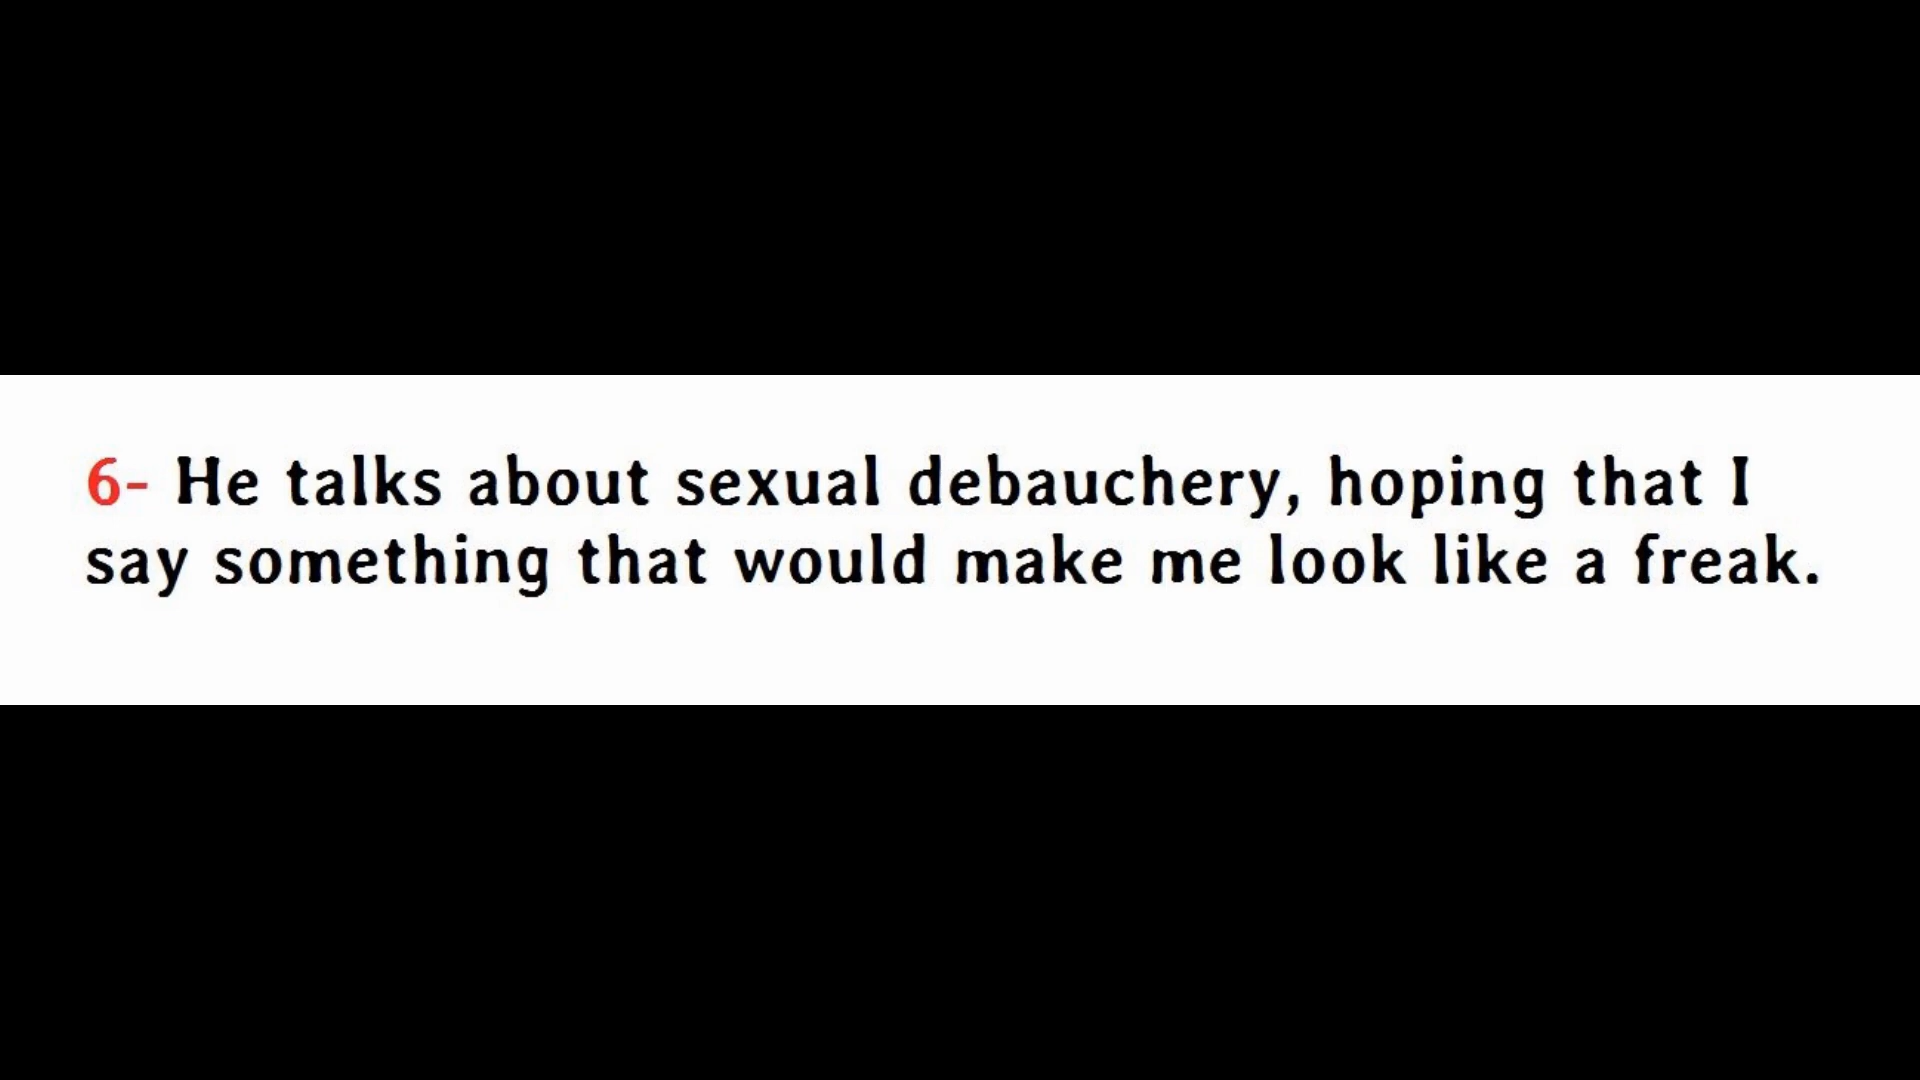 6- He talks about sexual debauchery, hoping that I
say something that would make me look like a freak.